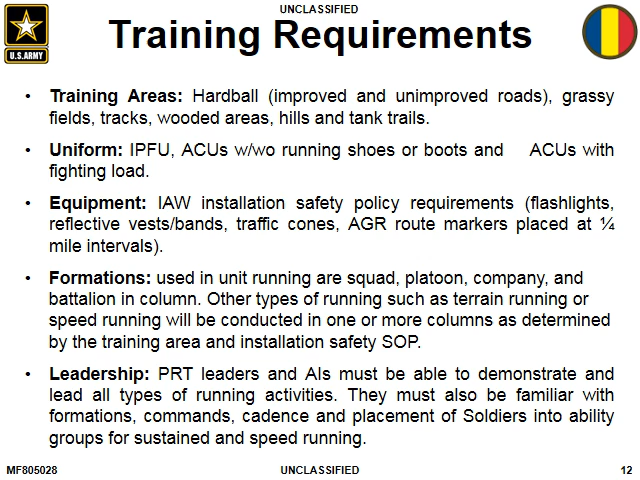 UNCLASSIFIED
Training Requirements
U.S.ARMY
• Training Areas: Hardball (improved and unimproved roads), grassy
fields, tracks, wooded areas, hills and tank trails.
• Uniform: IPFU, ACUs w/wo running shoes or boots and ACUs with
fighting load.
• Equipment: IAW installation safety policy requirements (flashlights,
reflective vests/bands, traffic cones, AGR route markers placed at ¼
mile intervals).
• Formations: used in unit running are squad, platoon, company, and
battalion in column. Other types of running such as terrain running or
speed running will be conducted in one or more columns as determined
by the training area and installation safety SOP.
• Leadership: PRT leaders and AIs must be able to demonstrate and
lead all types of running activities. They must also be familiar with
formations, commands, cadence and placement of Soldiers into ability
groups for sustained and speed running.
MF805028 UNCLASSIFIED 12